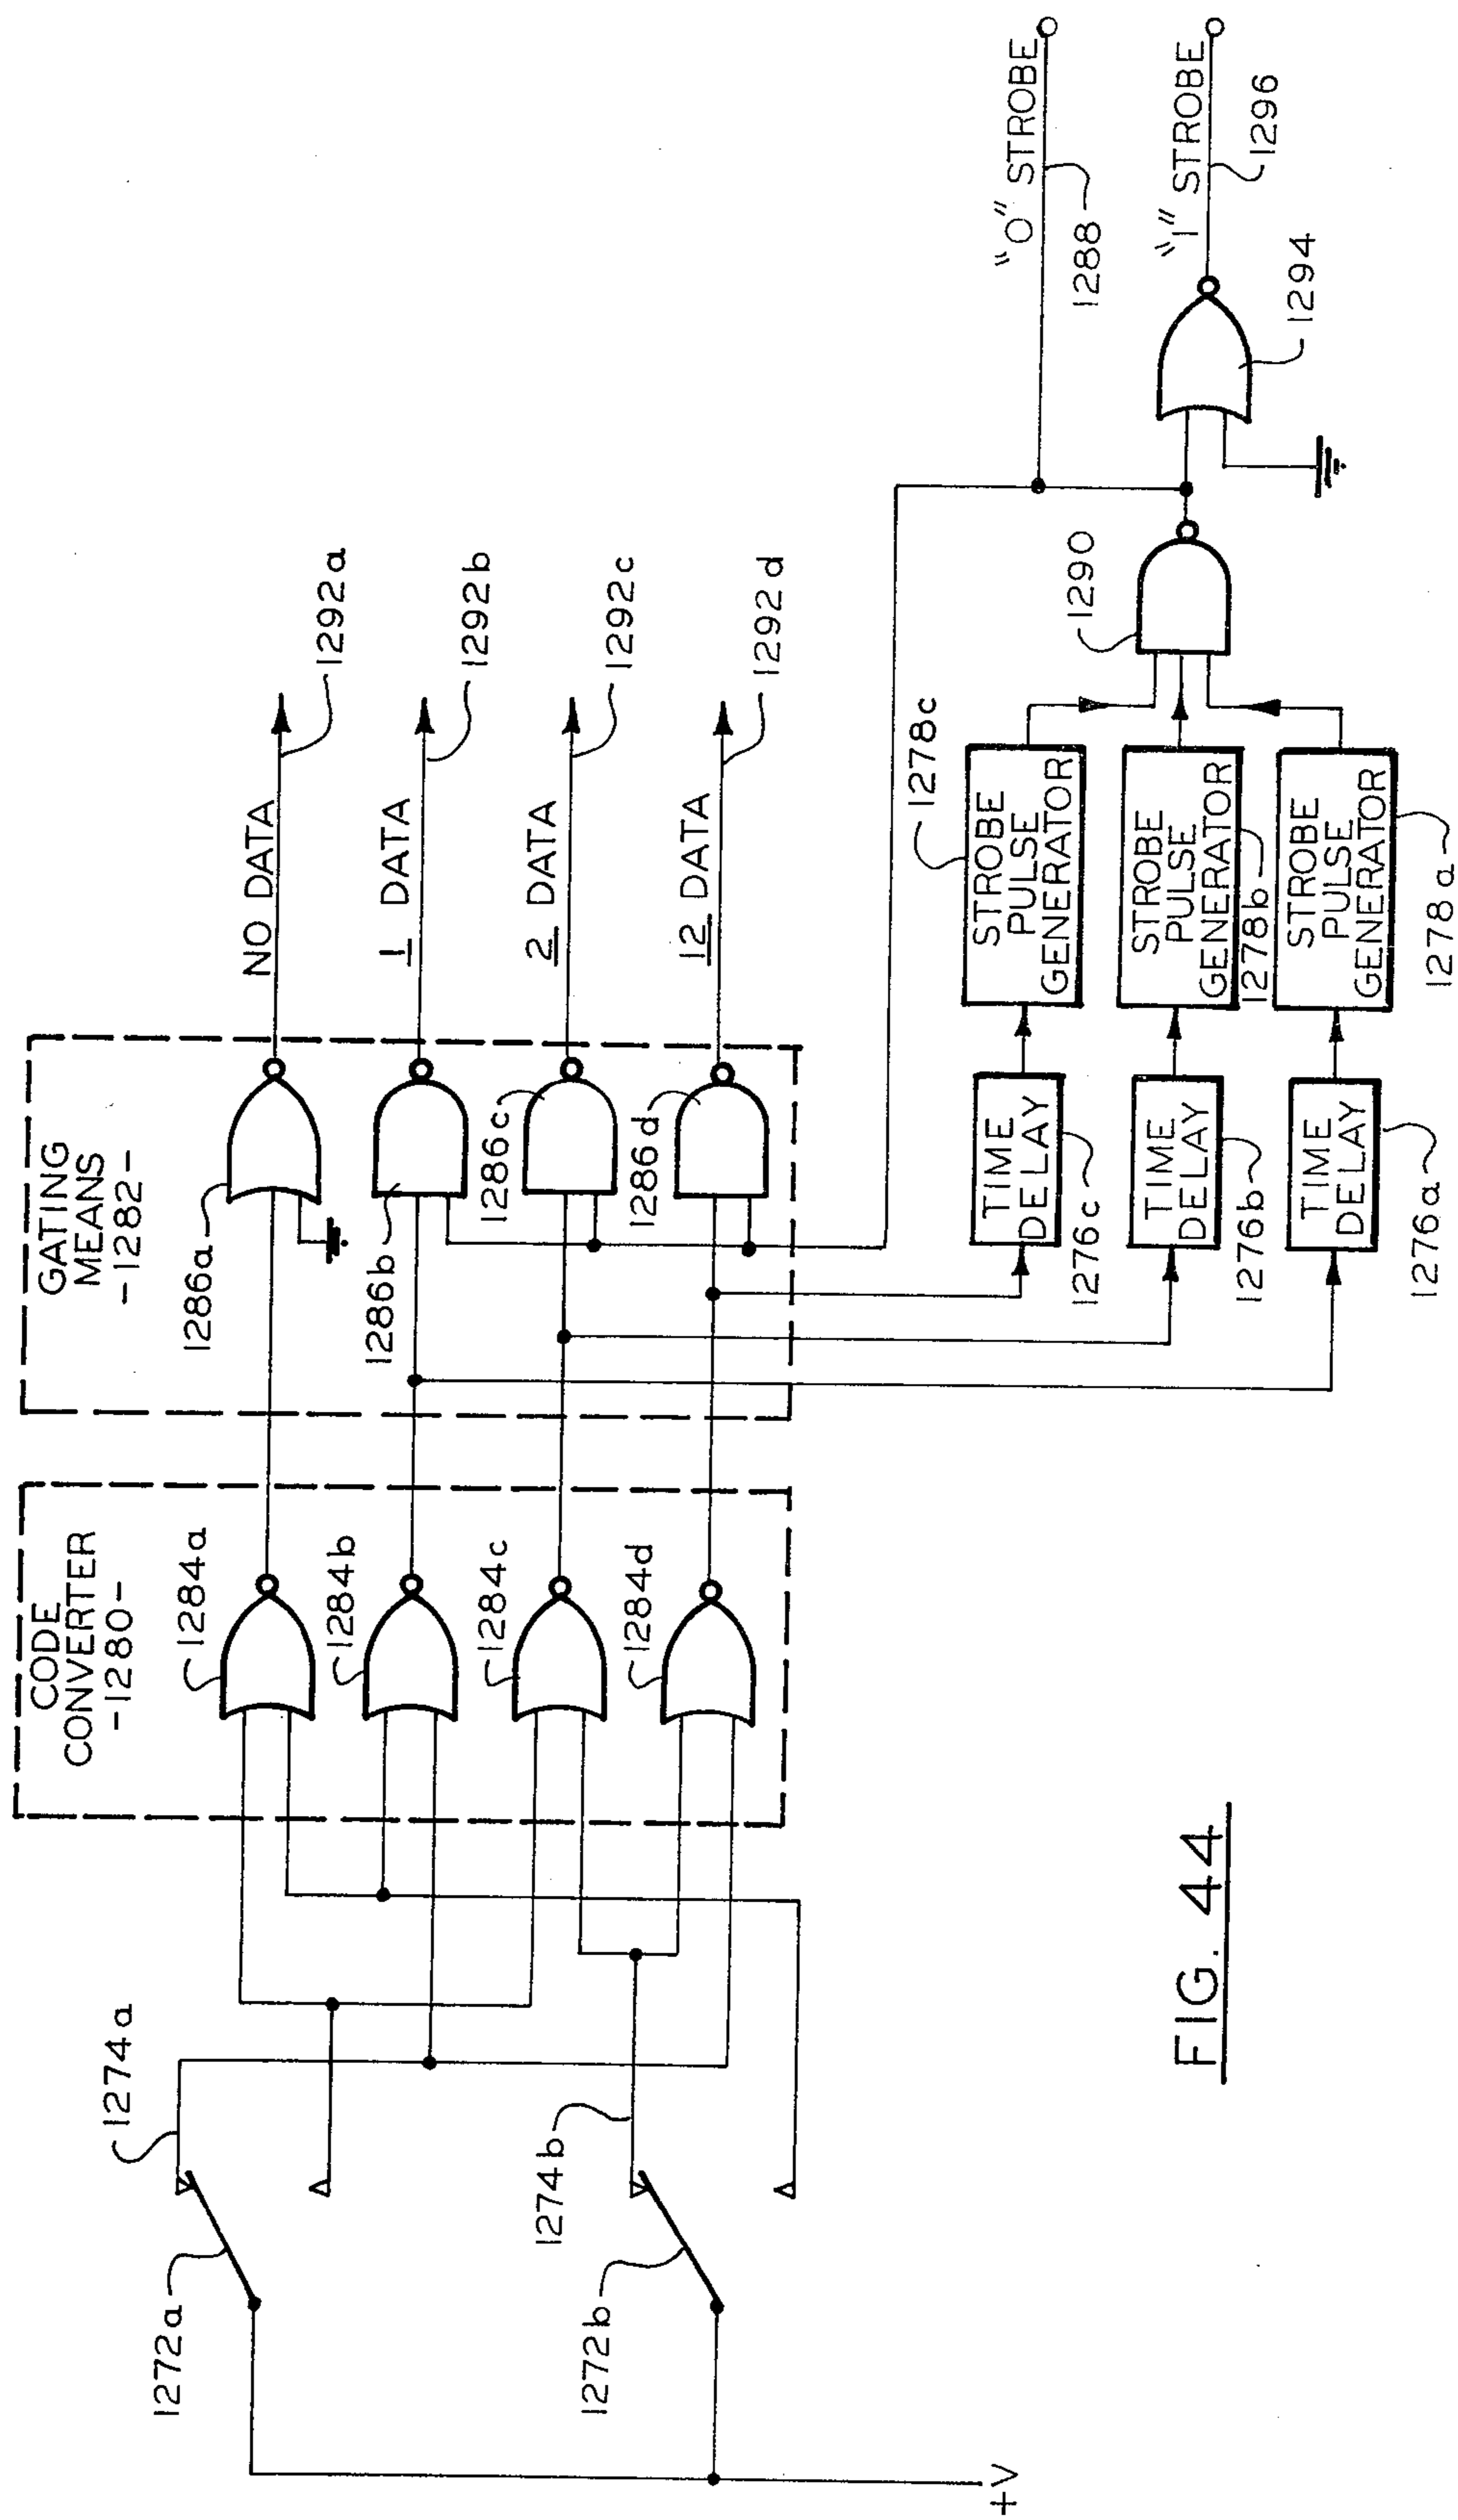 CODE
CONVERTER
-1280-
GATING
MEANS
-1282-
1272a
1274a
1272b
1274b
+V
1284a
1284b
1284c
1284d
1286a
1286b
1286c
1286d
NO DATA
1292a
1 DATA
1292b
2 DATA
1292c
12 DATA
1292d
TIME
DELAY
1276c
TIME
DELAY
1276b
TIME
DELAY
1276a
STROBE
PULSE
GENERATOR
1278c
STROBE
PULSE
GENERATOR
1278b
STROBE
PULSE
GENERATOR
1278a
1290
"0" STROBE
1288
"1" STROBE
1296
1294
FIG. 44